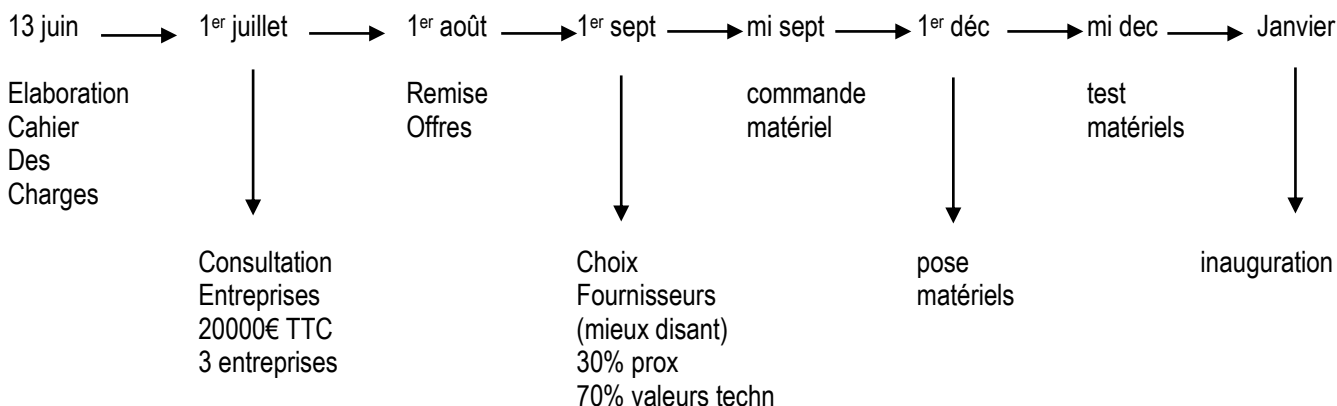 13 juin 1er juillet 1er août 1er sept mi sept 1er déc mi dec Janvier
Elaboration
Cahier
Des
Charges
Remise
Offres
commande
matériel
test
matériels
Consultation
Entreprises
20000€ TTC
3 entreprises
Choix
Fournisseurs
(mieux disant)
30% prox
70% valeurs techn
pose
matériels
inauguration